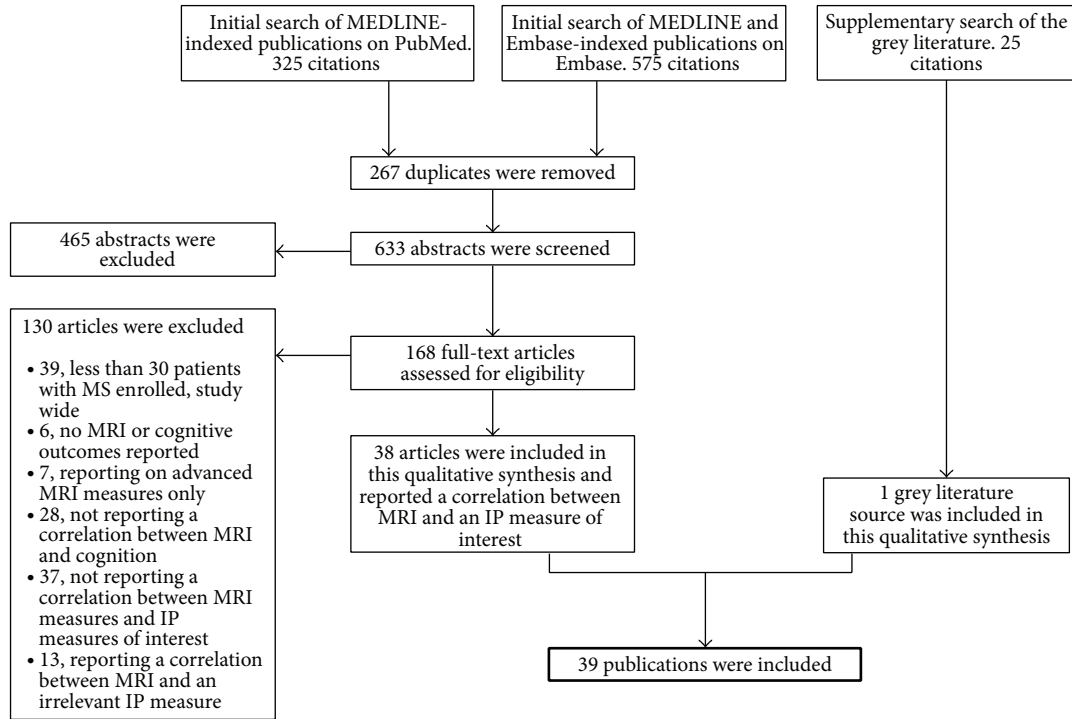 Initial search of MEDLINE-
indexed publications on PubMed.
325 citations
Initial search of MEDLINE and
Embase-indexed publications on
Embase. 575 citations
Supplementary search of the
grey literature. 25
citations
267 duplicates were removed
465 abstracts were
excluded
633 abstracts were screened
130 articles were excluded
• 39, less than 30 patients
with MS enrolled, study
wide
• 6, no MRI or cognitive
outcomes reported
• 7, reporting on advanced
MRI measures only
• 28, not reporting a
correlation between MRI
and cognition
• 37, not reporting a
correlation between MRI
measures and IP
measures of interest
• 13, reporting a correlation
between MRI and an
irrelevant IP measure
168 full-text articles
assessed for eligibility
38 articles were included in
this qualitative synthesis and
reported a correlation between
MRI and an IP measure of
interest
1 grey literature
source was included in
this qualitative synthesis
39 publications were included